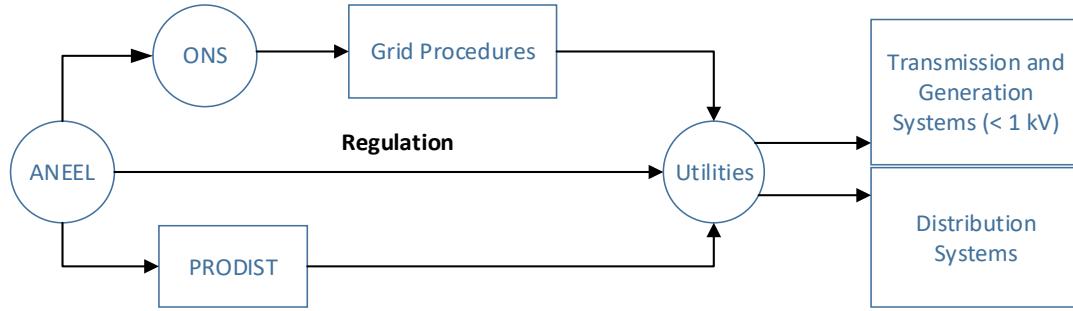 ONS
Grid Procedures
Transmission and
Generation
Systems (< 1 kV)
Regulation
ANEEL
Utilities
PRODIST
Distribution
Systems